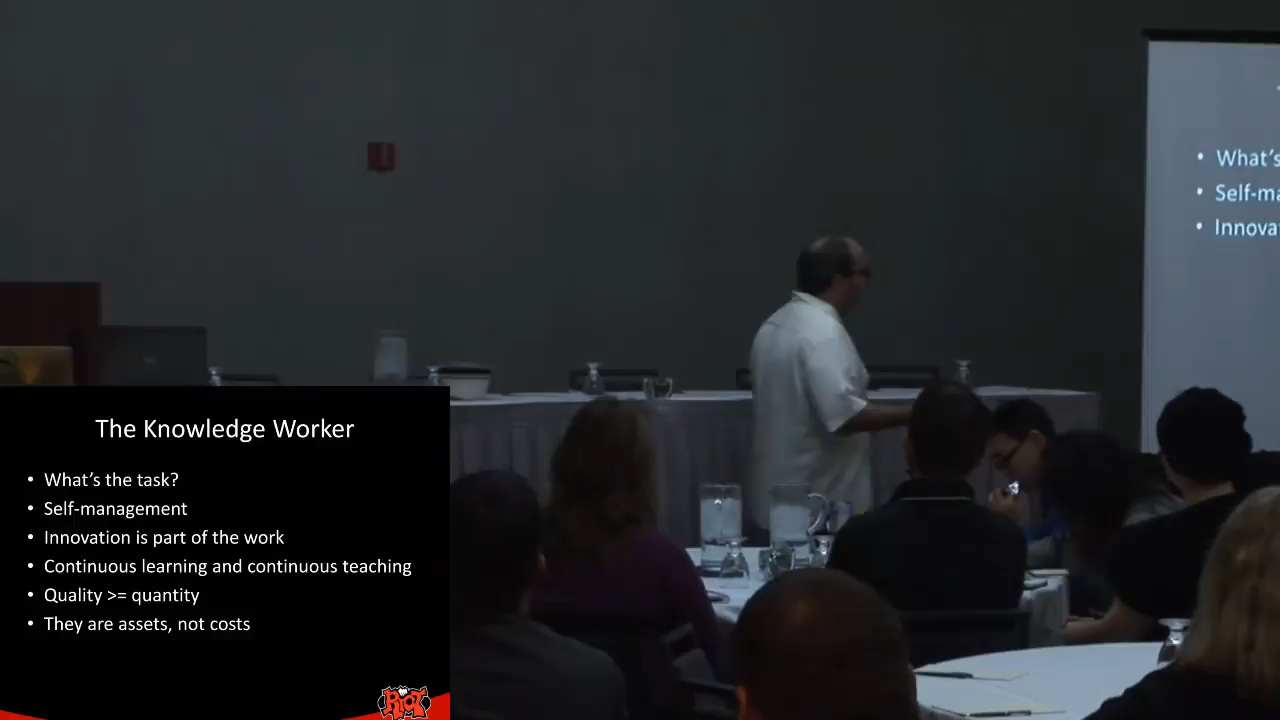 What's
Self-ma
Innova
The Knowledge Worker
• What's the task?
• Self-management
• Innovation is part of the work
• Continuous learning and continuous teaching
• Quality >= quantity
• They are assets, not costs
RIOT